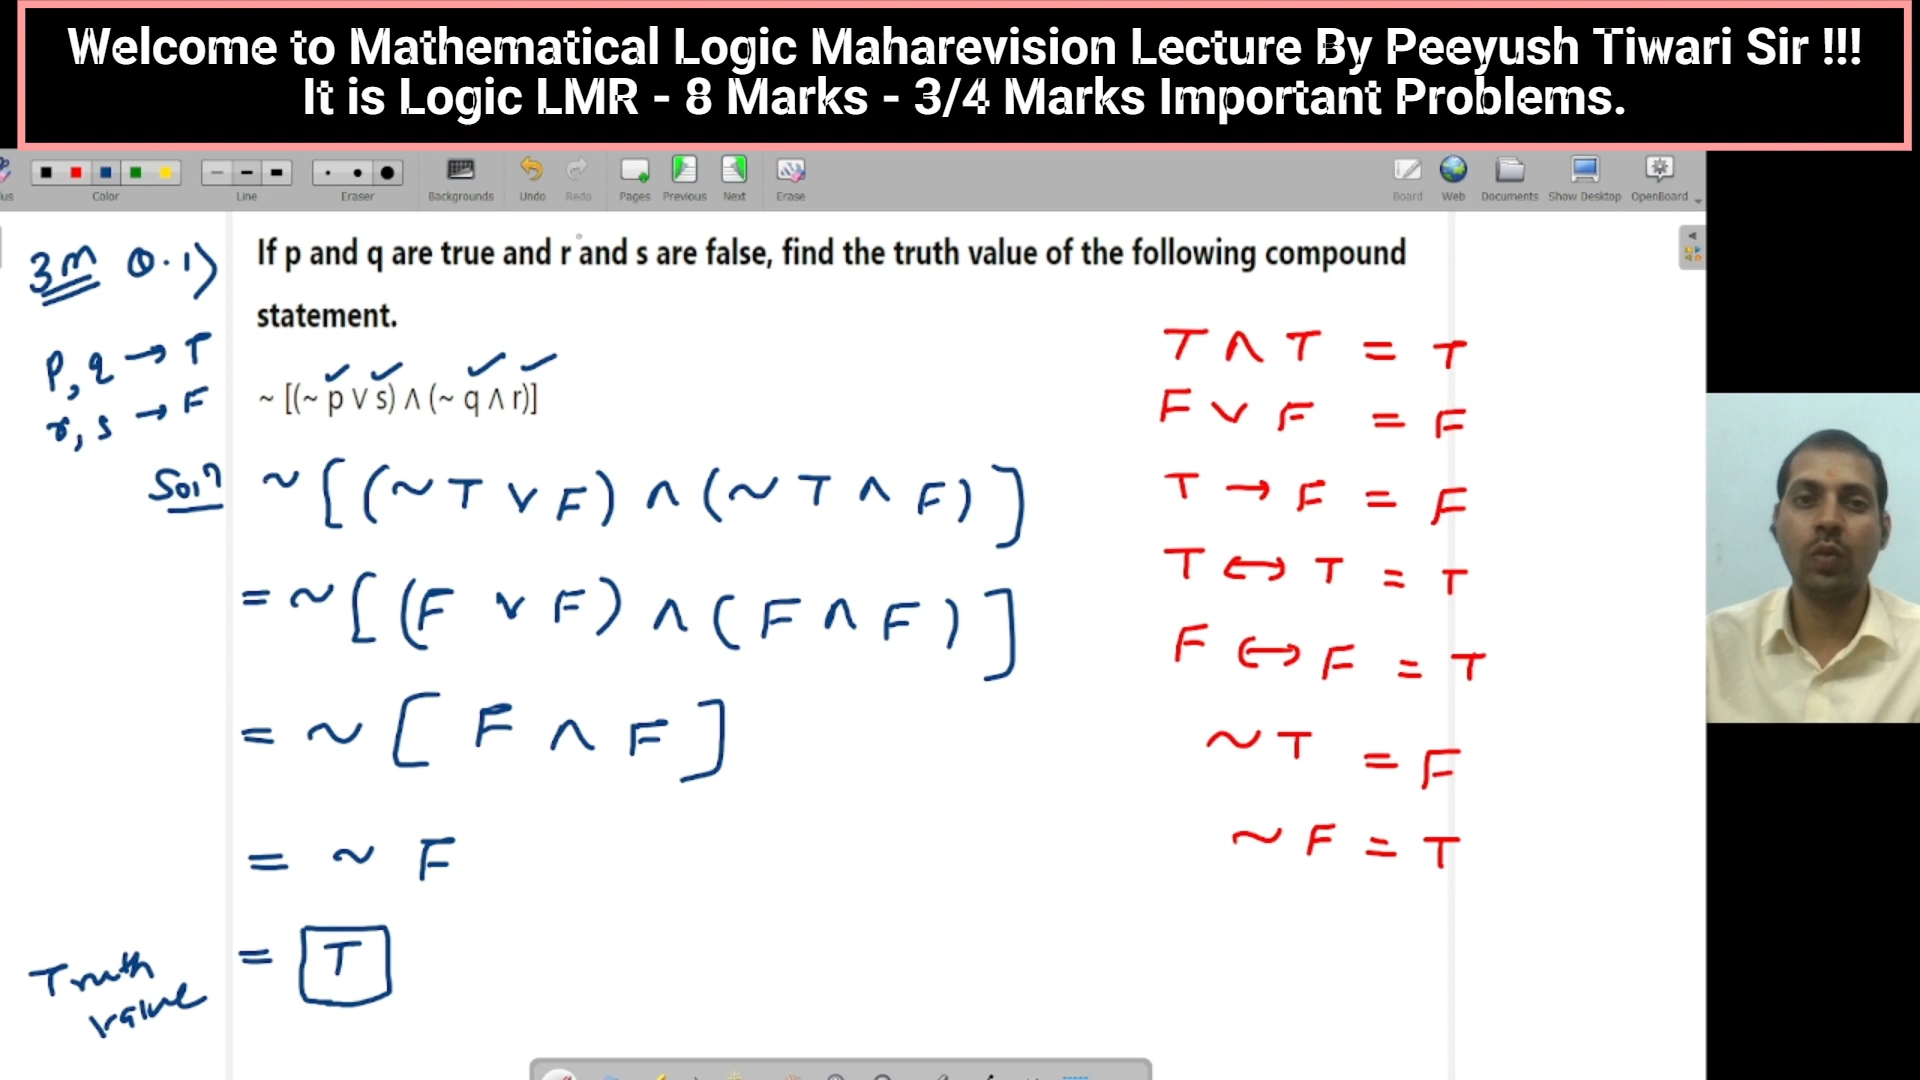 Welcome to Mathematical Logic Maharevision Lecture By Peeyush Tiwari Sir !!!
It is Logic LMR - 8 Marks - 3/4 Marks Important Problems.
Color
Line
Eraser
Backgrounds
Undo
Redo
Pages
Previous
Next
Erase
Board
Web
Documents
Show Desktop
OpenBoard
3M Q.1)
If p and q are true and r and s are false, find the truth value of the following compound
statement.
p, q → T
r, s → F
~ [(~ p ∨ s) ∧ (~ q ∧ r)]
Soln
~ [(~ T ∨ F) ∧ (~ T ∧ F)]
= ~ [(F ∨ F) ∧ (F ∧ F)]
= ~ [F ∧ F]
= ~ F
Truth value = T
T ∧ T = T
F ∨ F = F
T → F = F
T ↔ T = T
F ↔ F = T
~ T = F
~ F = T